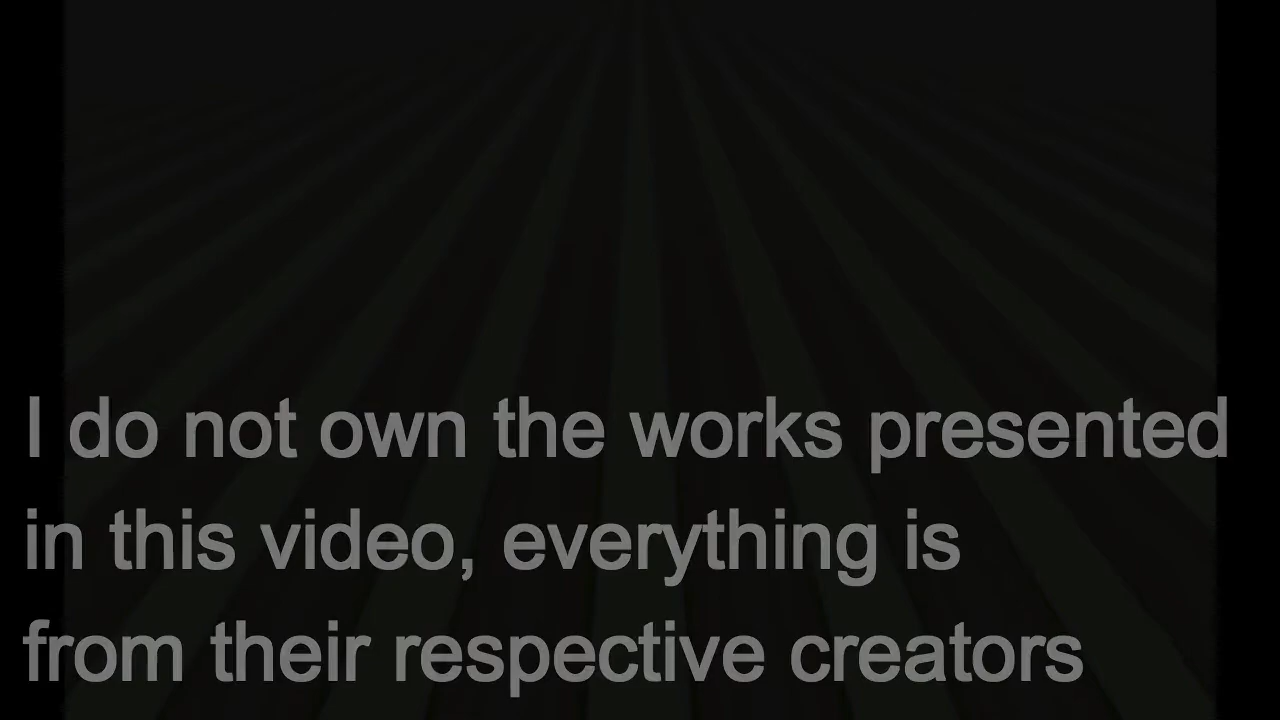 I do not own the works presented
in this video, everything is
from their respective creators